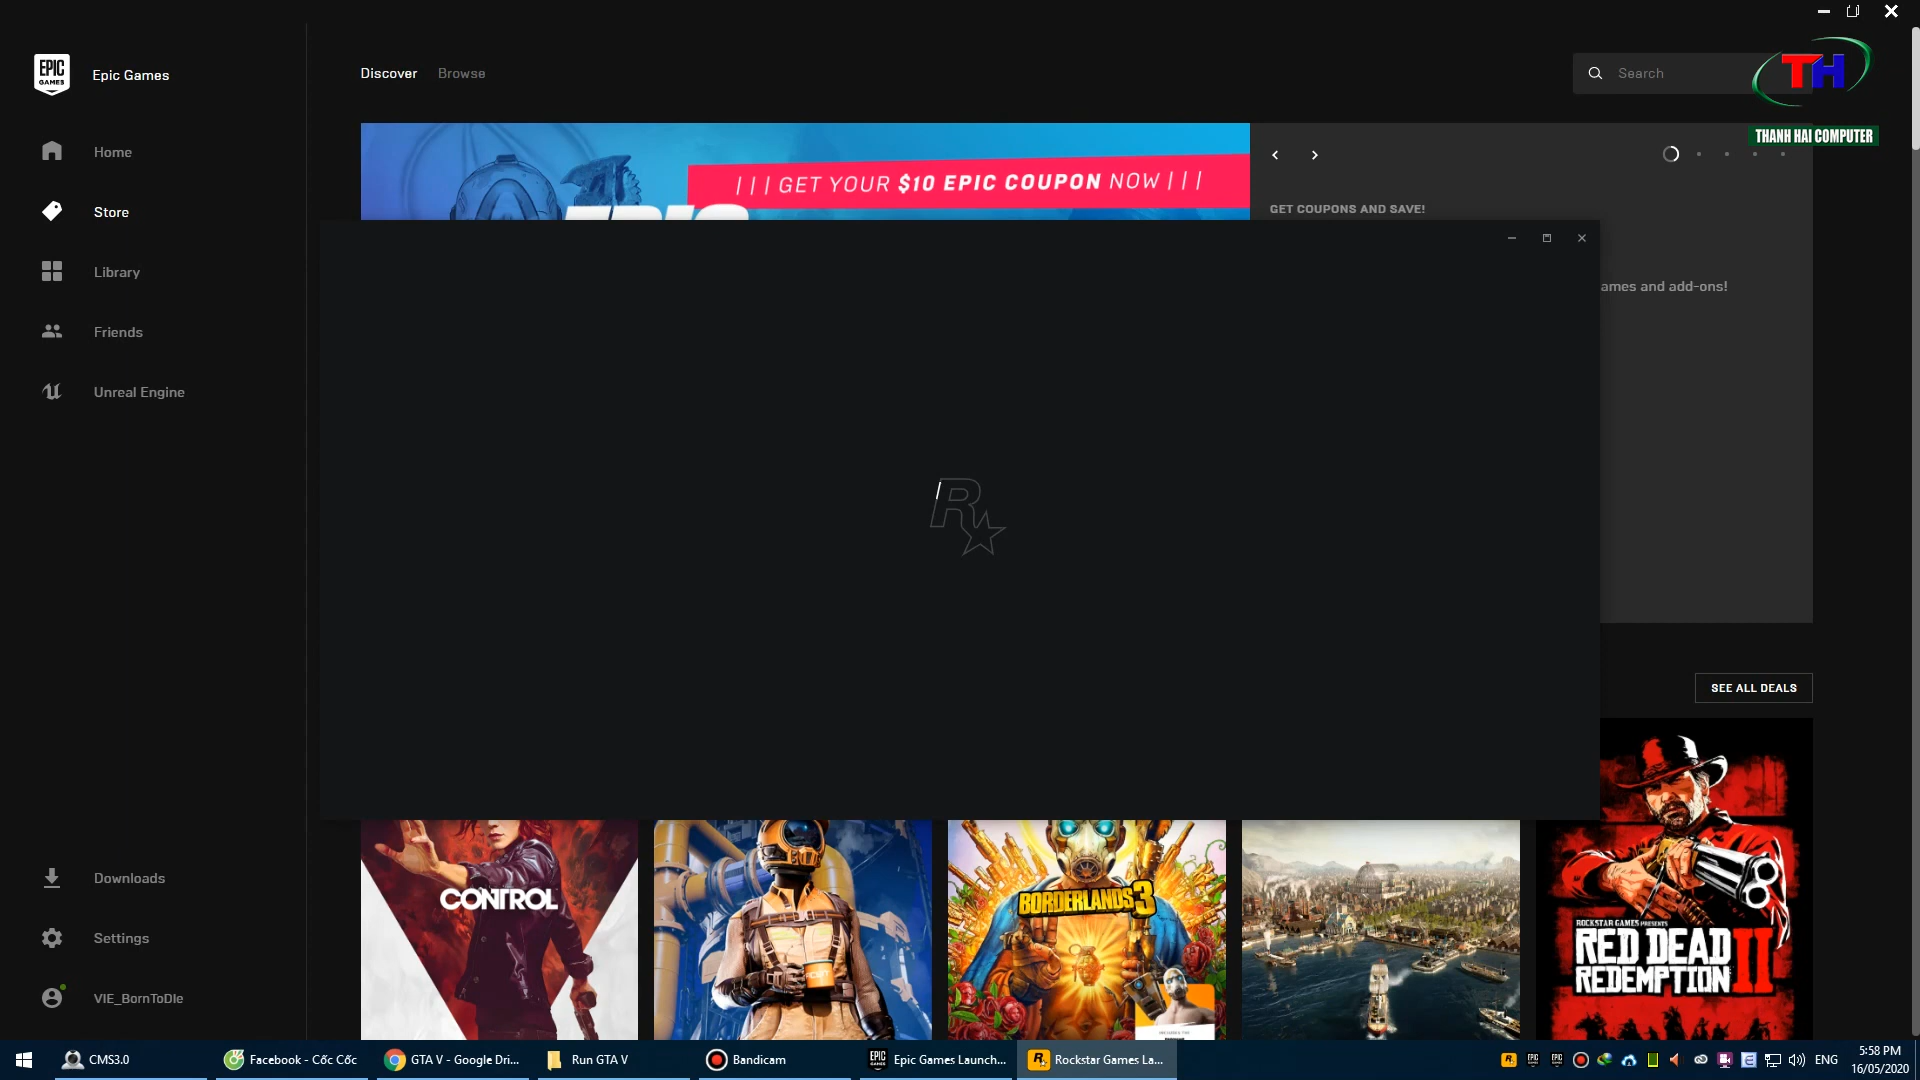 EPIC
GAMES
Epic Games
Discover
Browse
Search
TH
THANH HAI COMPUTER
Home
Store
Library
Friends
Unreal Engine
||| GET YOUR $10 EPIC COUPON NOW |||
GET COUPONS AND SAVE!
ames and add-ons!
SEE ALL DEALS
CONTROL
BORDERLANDS 3
ROCKSTAR GAMES PRESENTS
RED DEAD
REDEMPTION II
Downloads
Settings
VIE_BornToDIe
CMS3.0
Facebook - Cốc Cốc
GTA V - Google Dri...
Run GTA V
Bandicam
Epic Games Launch...
Rockstar Games La...
ENG
5:58 PM
16/05/2020